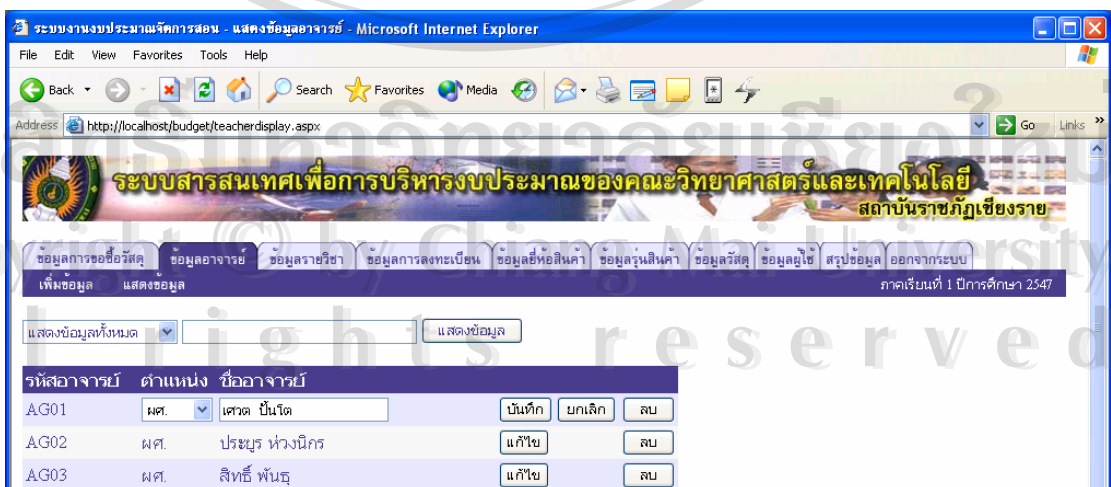 ระบบงานงบประมาณจัดการสอน - แสดงข้อมูลอาจารย์ - Microsoft Internet Explorer
File Edit View Favorites Tools Help
Back Search Favorites Media
Address http://localhost/budget/teacherdisplay.aspx Go Links »
ระบบสารสนเทศเพื่อการบริหารงบประมาณของคณะวิทยาศาสตร์และเทคโนโลยี
สถาบันราชภัฏเชียงราย
ข้อมูลการขอซื้อวัสดุ ข้อมูลอาจารย์ ข้อมูลรายวิชา ข้อมูลการลงทะเบียน ข้อมูลยี่ห้อสินค้า ข้อมูลรุ่นสินค้า ข้อมูลวัสดุ ข้อมูลผู้ใช้ สรุปข้อมูล ออกจากระบบ
เพิ่มข้อมูล แสดงข้อมูล ภาคเรียนที่ 1 ปีการศึกษา 2547
แสดงข้อมูลทั้งหมด แสดงข้อมูล
รหัสอาจารย์ ตำแหน่ง ชื่ออาจารย์
AG01 ผศ. เศวต ปั้นโต บันทึก ยกเลิก ลบ
AG02 ผศ. ประยูร ห่วงนิกร แก้ไข ลบ
AG03 ผศ. สิทธิ์ พันธุ แก้ไข ลบ
ลิขสิทธิ์มหาวิทยาลัยเชียงใหม่
Copyright © by Chiang Mai University
All rights reserved